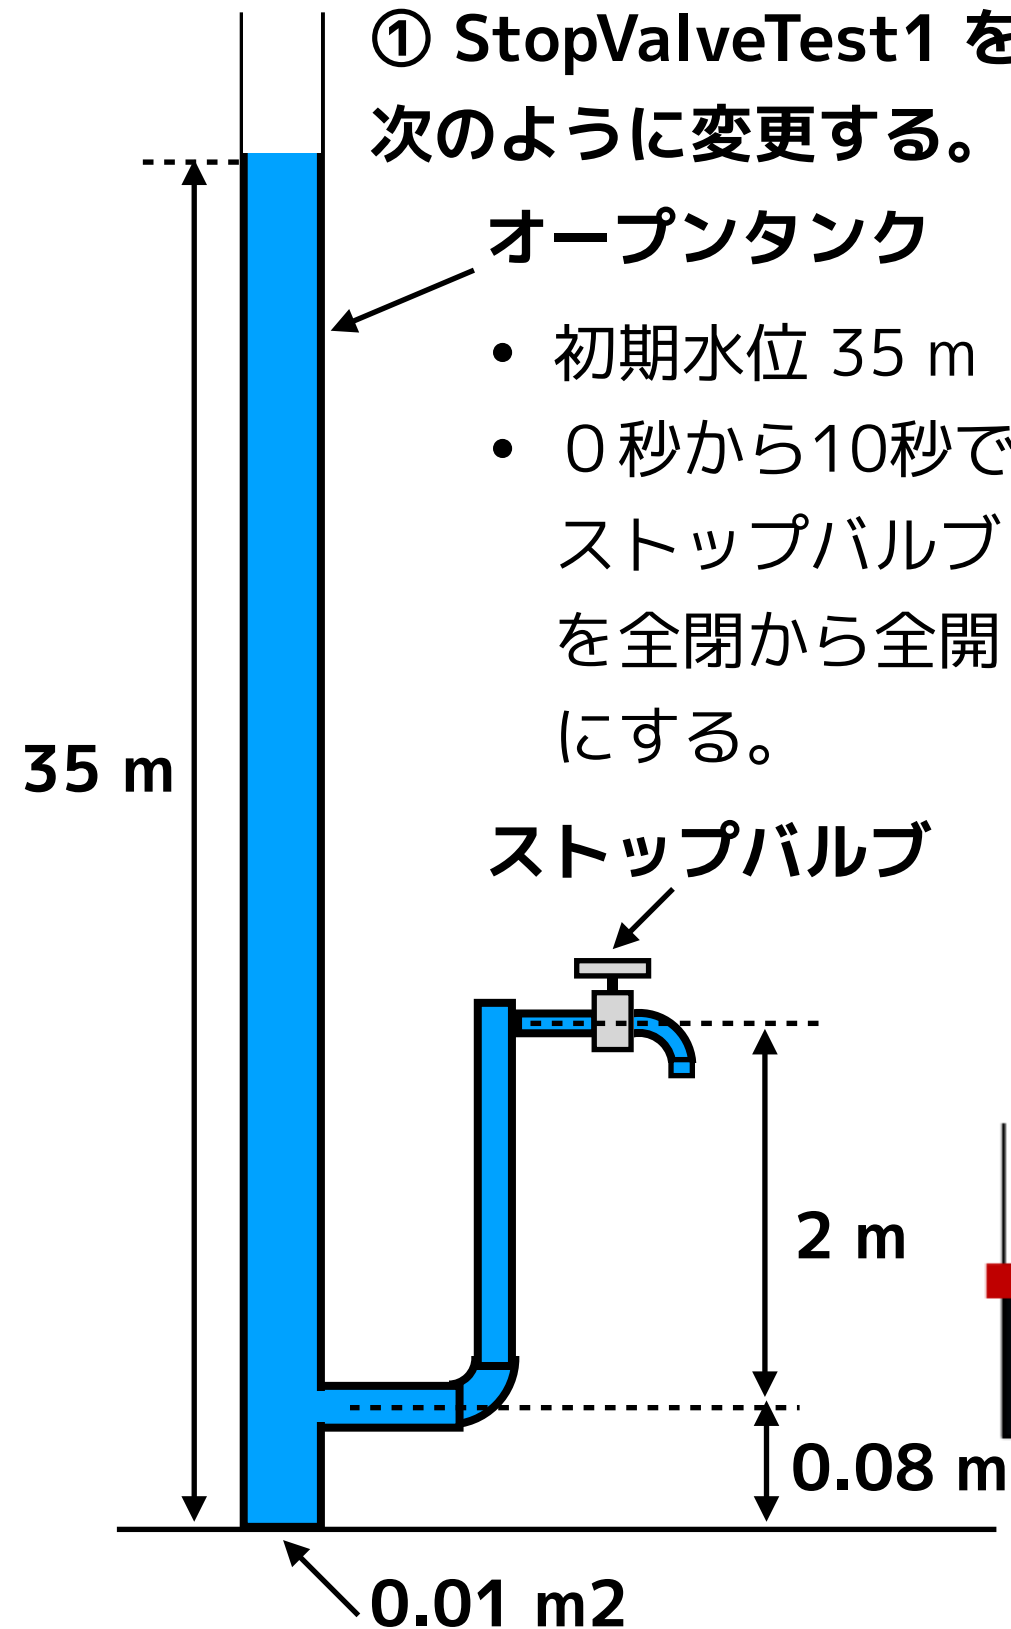 ① StopValveTest1 を
次のように変更する。
オープンタンク
• 初期水位 35 m
• ０秒から10秒で
ストップバルブ
を全閉から全開
にする。
35 m
ストップバルブ
2 m
0.08 m
0.01 m2